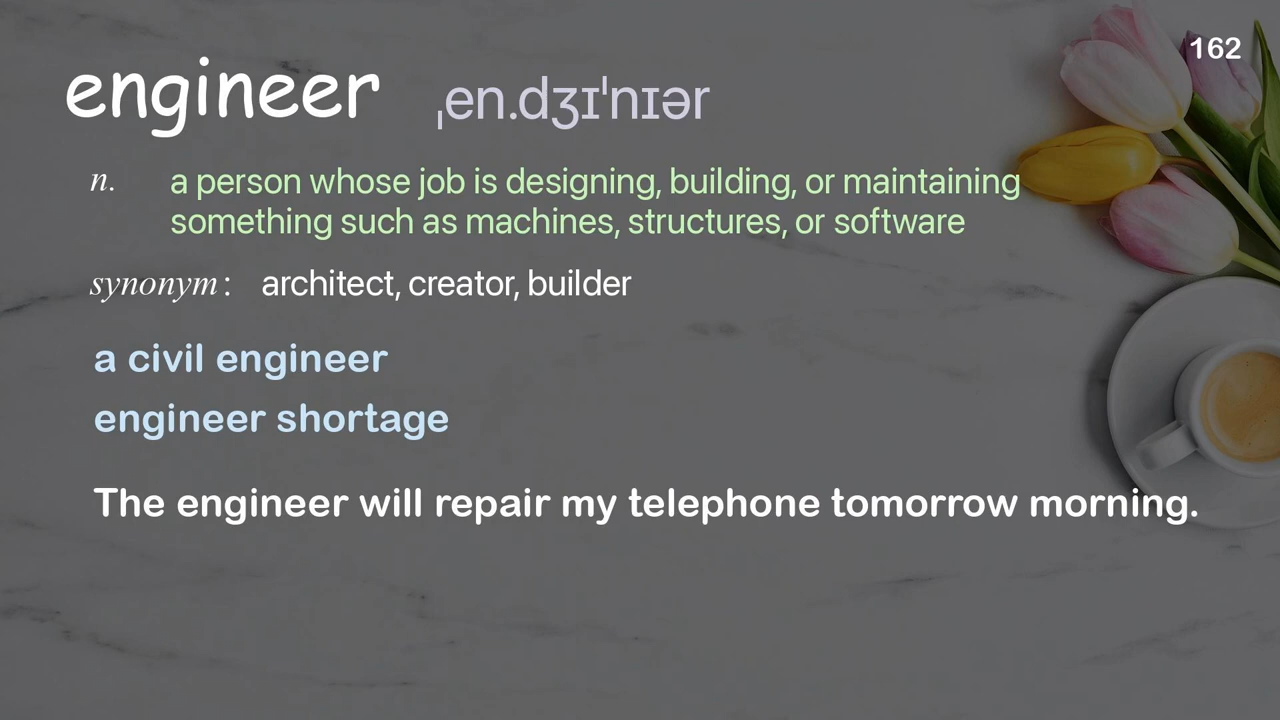 162
engineer ˌen.dʒɪˈnɪər
n. a person whose job is designing, building, or maintaining
something such as machines, structures, or software
synonym: architect, creator, builder
a civil engineer
engineer shortage
The engineer will repair my telephone tomorrow morning.